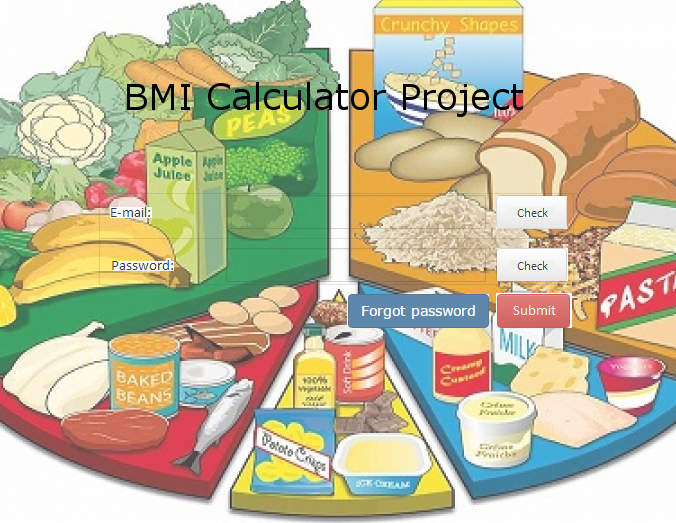 Crunchy Shapes
BMI Calculator Project
PEAS
Apple Juice
Apple Juice
E-mail:
Check
Password:
Check
PASTA
Forgot password
Submit
MILK
Soft Drink
100%
Vegetable
BAKED
BEANS
Creamy
Custard
Crème
Fraîche
Crème
Fraîche
Potato Crisps
ICE CREAM